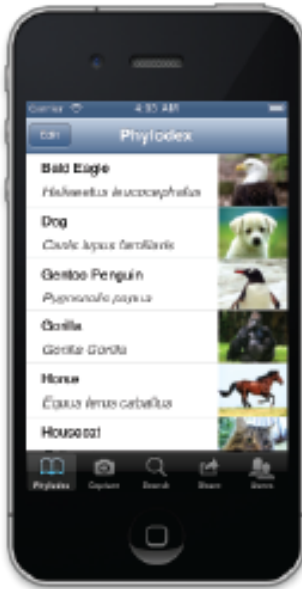 Carrier 4:30 AM
Edit Phylodex
Bald Eagle
Haliaeetus leucocephalus
Dog
Canis lupus familiaris
Gentoo Penguin
Pygoscelis papua
Gorilla
Gorilla Gorilla
Horse
Equus ferus caballus
Housecat
Phylodex Capture Search Share Users